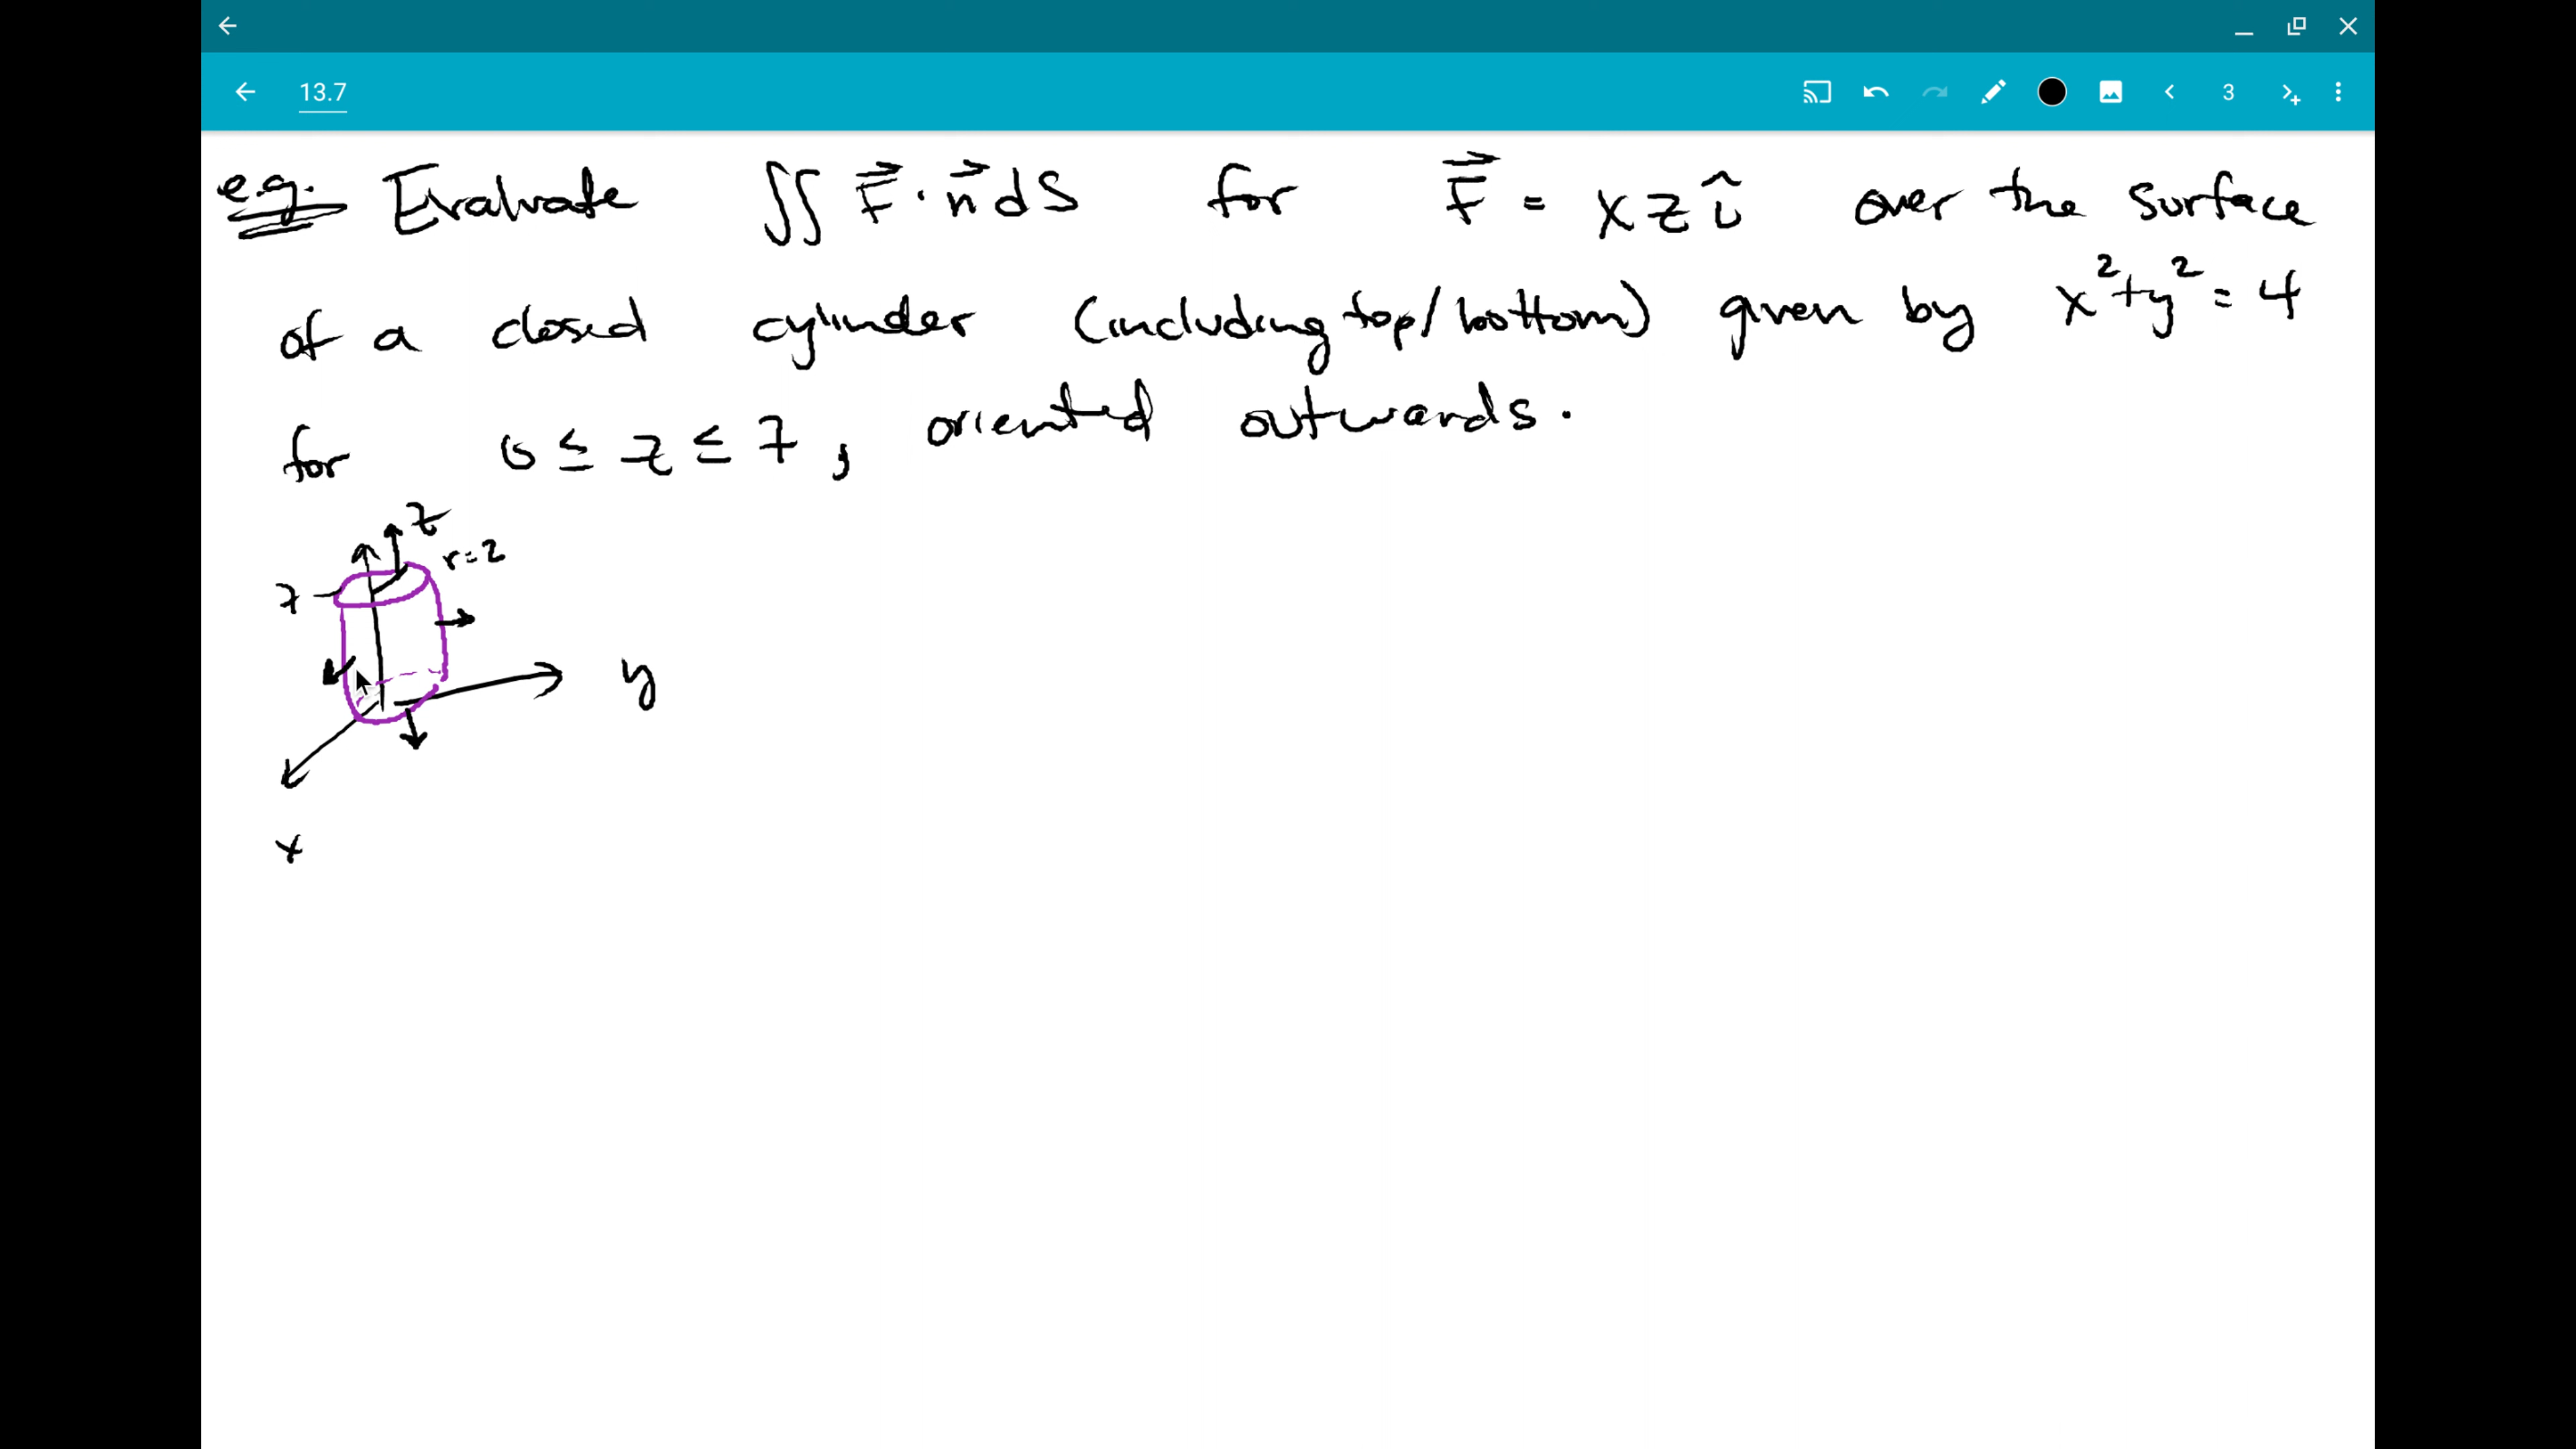 13.7
3
e.g. Evaluate ∬ F⃗ · n⃗ dS for F⃗ = xz î over the surface
of a closed cylinder (including top/bottom) given by x² + y² = 4
for 0 ≤ z ≤ 7, oriented outwards.
z
r=2
7
y
x